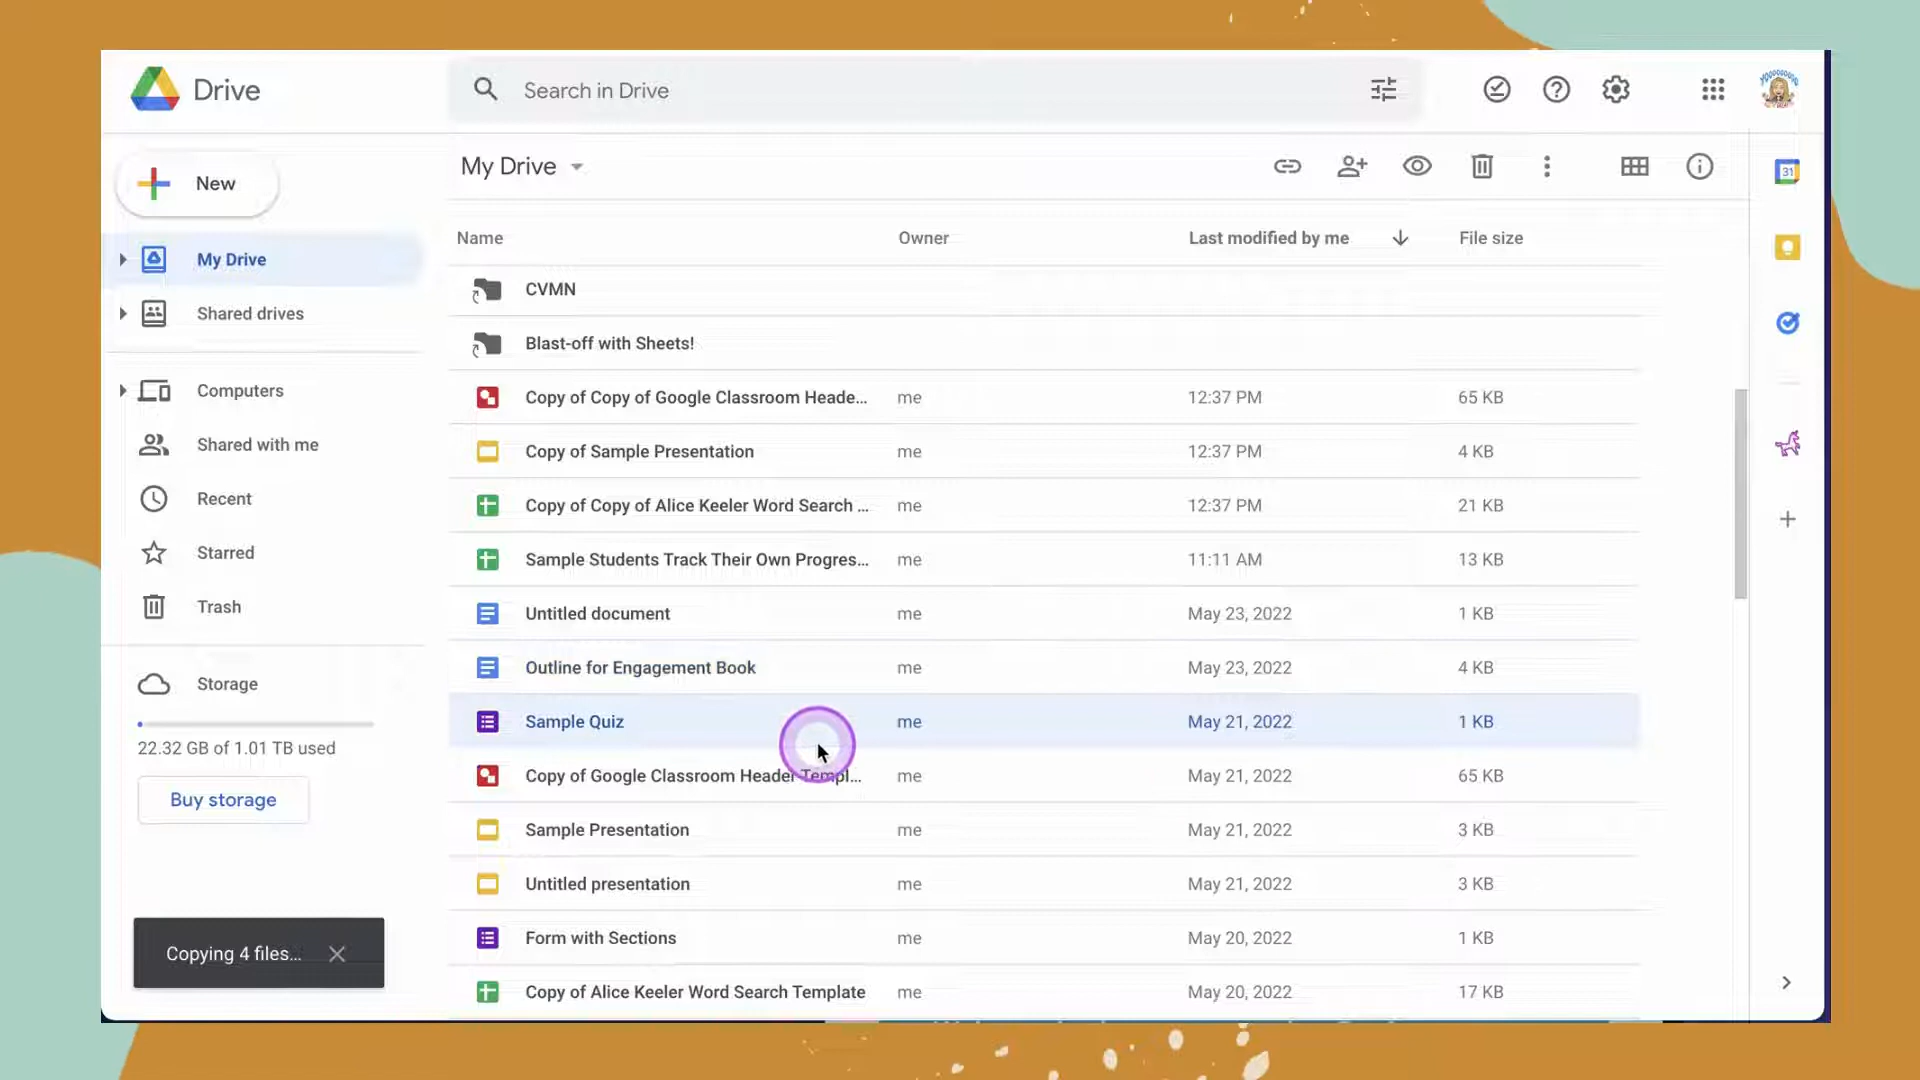 Drive
Search in Drive
New
My Drive
My Drive
Shared drives
Computers
Shared with me
Recent
Starred
Trash
Storage
22.32 GB of 1.01 TB used
Buy storage
Copying 4 files...
Name Owner Last modified by me File size
CVMN
Blast-off with Sheets!
Copy of Copy of Google Classroom Heade... me 12:37 PM 65 KB
Copy of Sample Presentation me 12:37 PM 4 KB
Copy of Copy of Alice Keeler Word Search ... me 12:37 PM 21 KB
Sample Students Track Their Own Progres... me 11:11 AM 13 KB
Untitled document me May 23, 2022 1 KB
Outline for Engagement Book me May 23, 2022 4 KB
Sample Quiz me May 21, 2022 1 KB
Copy of Google Classroom Header Templ... me May 21, 2022 65 KB
Sample Presentation me May 21, 2022 3 KB
Untitled presentation me May 21, 2022 3 KB
Form with Sections me May 20, 2022 1 KB
Copy of Alice Keeler Word Search Template me May 20, 2022 17 KB
31